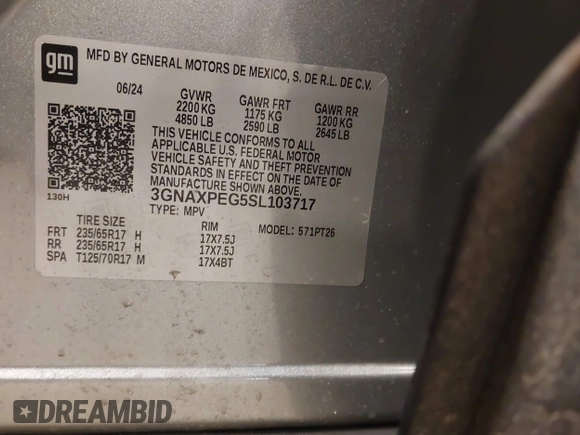 gm
MFD BY GENERAL MOTORS DE MEXICO, S. DE R.L. DE C.V.
06/24
GVWR GAWR FRT GAWR RR
2200 KG 1175 KG 1200 KG
4850 LB 2590 LB 2645 LB
THIS VEHICLE CONFORMS TO ALL
APPLICABLE U.S. FEDERAL MOTOR
VEHICLE SAFETY AND THEFT PREVENTION
STANDARDS IN EFFECT ON THE DATE OF
MANUFACTURE SHOWN ABOVE.
130H
3GNAXPEG5SL103717
TYPE: MPV
TIRE SIZE RIM MODEL: 571PT26
FRT 235/65R17 H 17X7.5J
RR 235/65R17 H 17X7.5J
SPA T125/70R17 M 17X4BT
DREAMBID